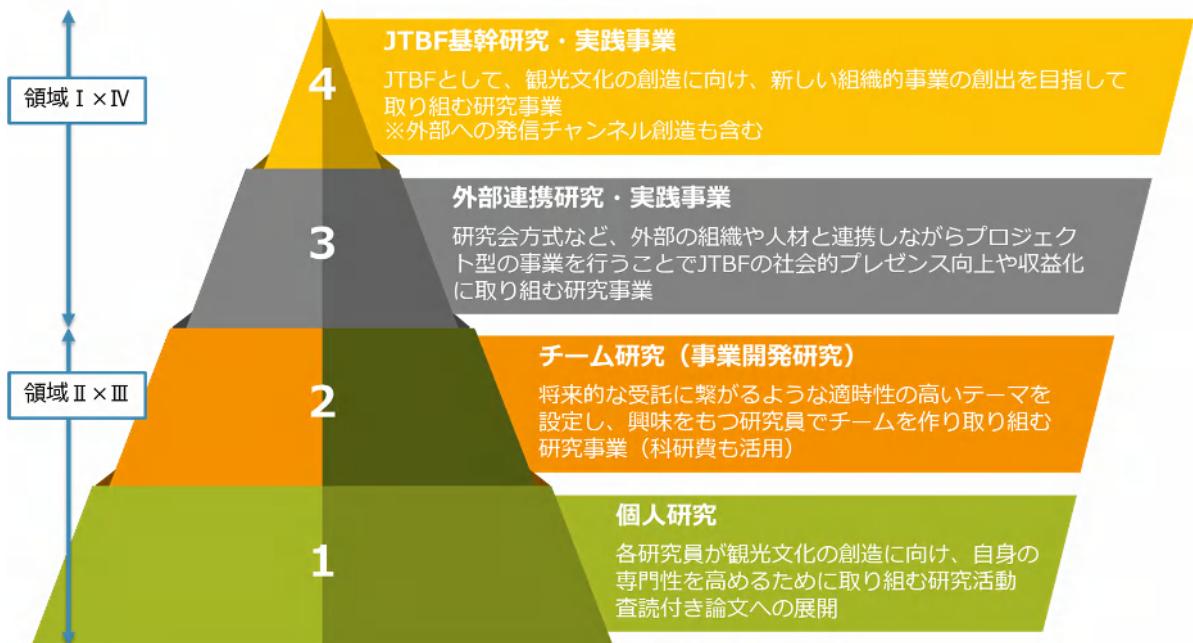 領域Ⅰ×Ⅳ
4
JTBF基幹研究・実践事業
JTBFとして、観光文化の創造に向け、新しい組織的事業の創出を目指して
取り組む研究事業
※外部への発信チャンネル創造も含む
3
外部連携研究・実践事業
研究会方式など、外部の組織や人材と連携しながらプロジェク
ト型の事業を行うことでJTBFの社会的プレゼンス向上や収益化
に取り組む研究事業
領域Ⅱ×Ⅲ
2
チーム研究（事業開発研究）
将来的な受託に繋がるような適時性の高いテーマを
設定し、興味をもつ研究員でチームを作り取り組む
研究事業（科研費も活用）
1
個人研究
各研究員が観光文化の創造に向け、自身の
専門性を高めるために取り組む研究活動
査読付き論文への展開